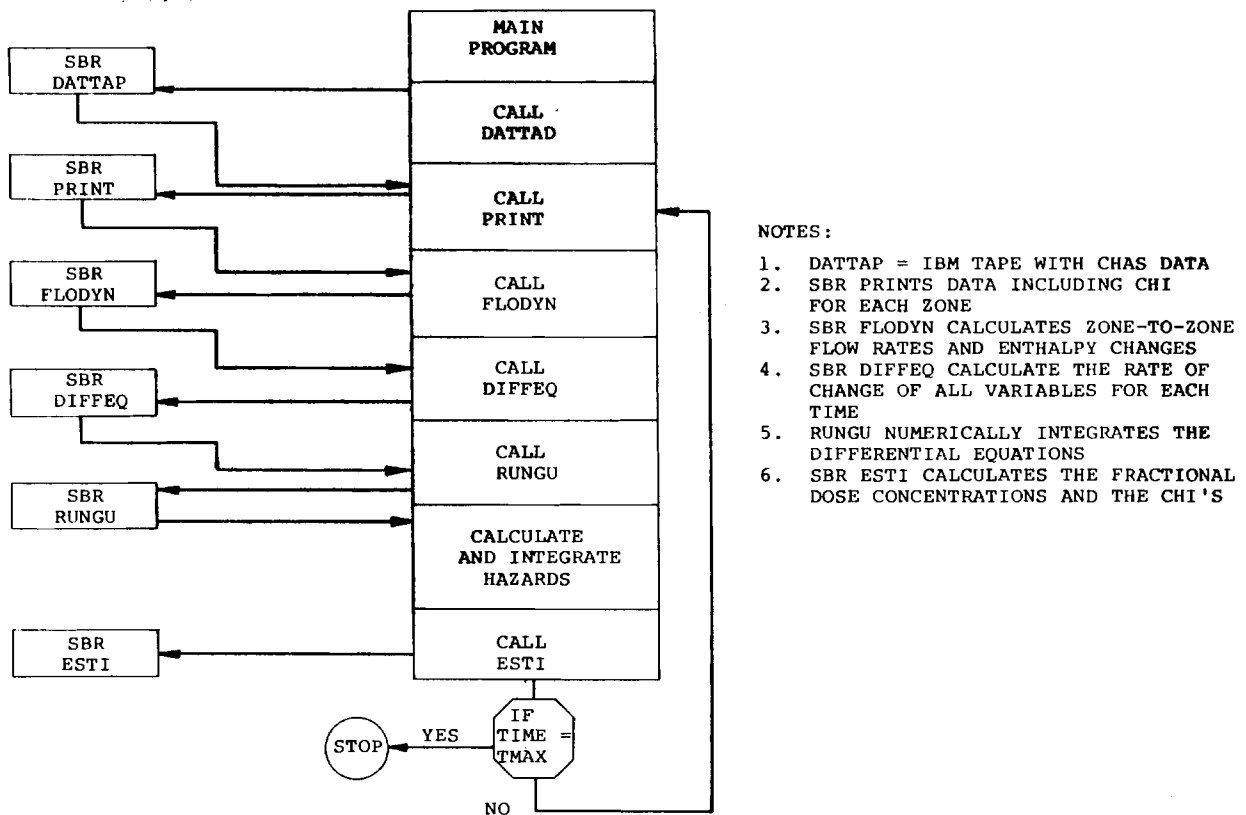 MAIN
PROGRAM
SBR
DATTAP
CALL
DATTAD
SBR
PRINT
CALL
PRINT
SBR
FLODYN
CALL
FLODYN
SBR
DIFFEQ
CALL
DIFFEQ
SBR
RUNGU
CALL
RUNGU
CALCULATE
AND INTEGRATE
HAZARDS
SBR
ESTI
CALL
ESTI
IF
TIME =
TMAX
YES
STOP
NO
NOTES:
1. DATTAP = IBM TAPE WITH CHAS DATA
2. SBR PRINTS DATA INCLUDING CHI
FOR EACH ZONE
3. SBR FLODYN CALCULATES ZONE-TO-ZONE
FLOW RATES AND ENTHALPY CHANGES
4. SBR DIFFEQ CALCULATE THE RATE OF
CHANGE OF ALL VARIABLES FOR EACH
TIME
5. RUNGU NUMERICALLY INTEGRATES THE
DIFFERENTIAL EQUATIONS
6. SBR ESTI CALCULATES THE FRACTIONAL
DOSE CONCENTRATIONS AND THE CHI'S